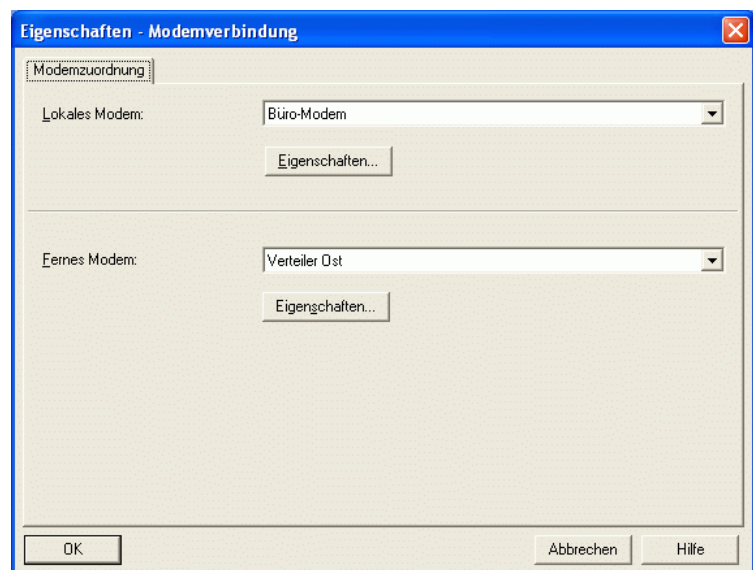 Eigenschaften - Modemverbindung
Modemzuordnung
Lokales Modem:
Büro-Modem
Eigenschaften...
Fernes Modem:
Verteiler Ost
Eigenschaften...
OK
Abbrechen
Hilfe